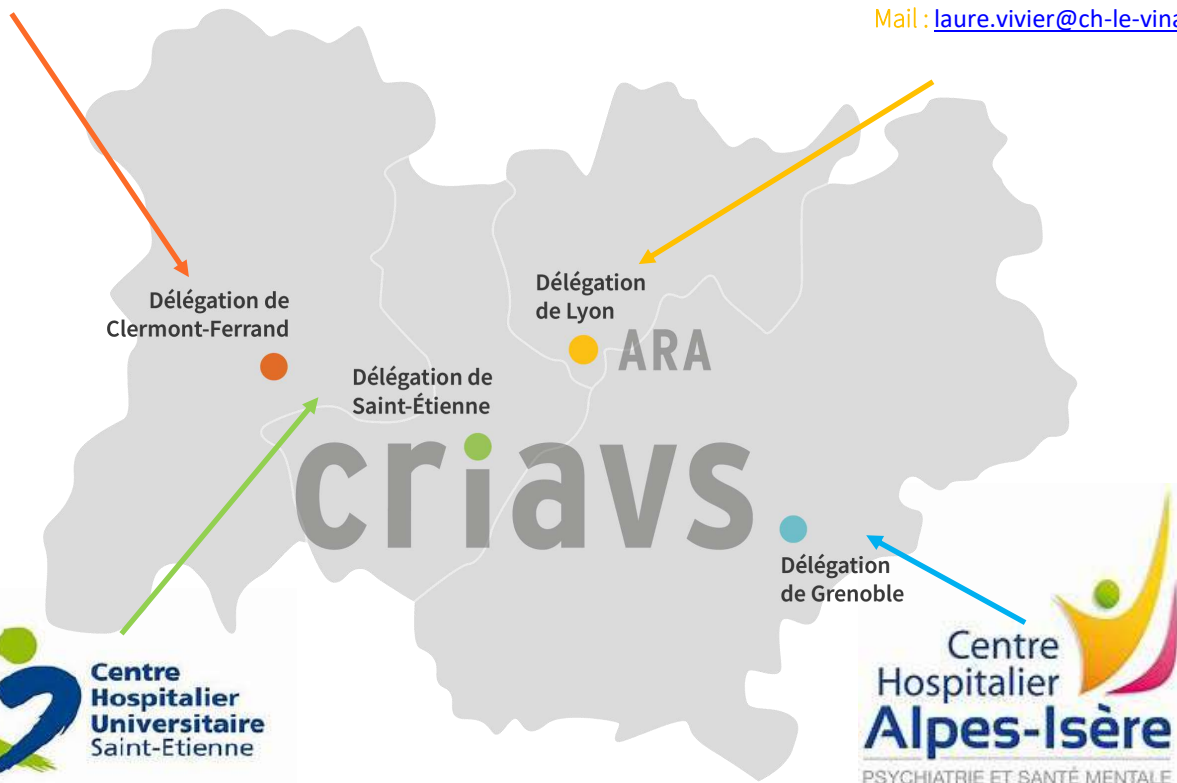 Mail : laure.vivier@ch-le-vina
Délégation de
Clermont-Ferrand
Délégation
de Lyon
ARA
Délégation de
Saint-Étienne
criavs
Délégation
de Grenoble
Centre
Hospitalier
Universitaire
Saint-Etienne
Centre
Hospitalier
Alpes-Isère
PSYCHIATRIE ET SANTÉ MENTALE